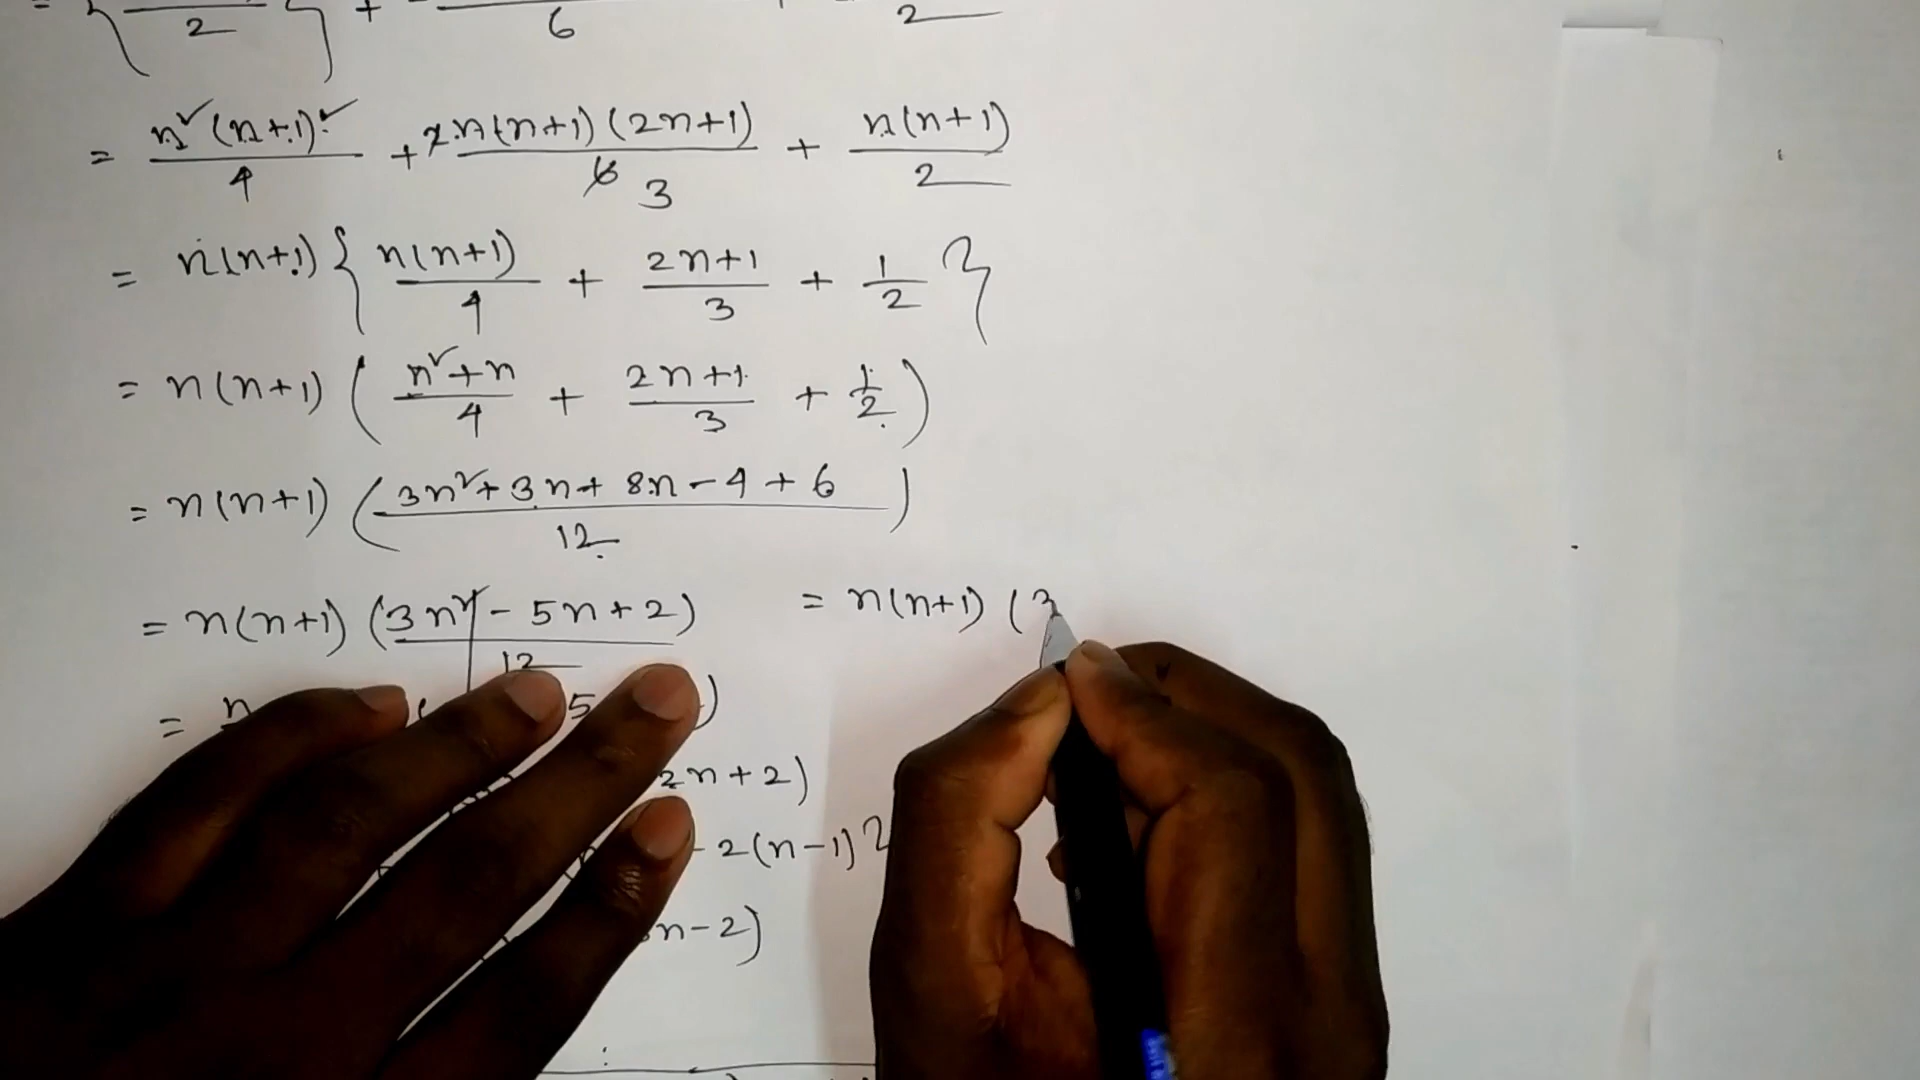 = { 2 } + 6 + 2
= n²(n+1)²/4 + 2n(n+1)(2n+1)/6 3 + n(n+1)/2
= n(n+1) { n(n+1)/4 + 2n+1/3 + 1/2 }
= n(n+1) ( n²+n/4 + 2n+1/3 + 1/2 )
= n(n+1) ( 3n²+3n+8n-4+6/12 )
= n(n+1) (3n²-5n+2)/12 = n(n+1) (3
= n 5 )
2n+2)
2(n-1)}
n-2)